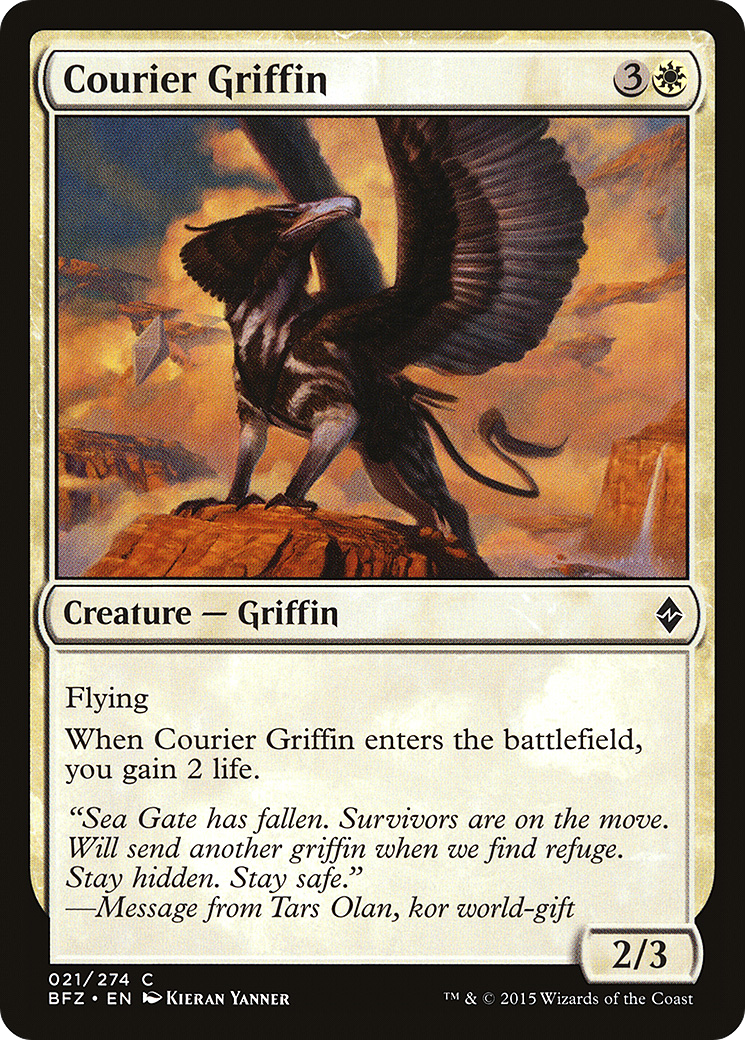 Courier Griffin 3
Creature — Griffin
Flying
When Courier Griffin enters the battlefield,
you gain 2 life.
“Sea Gate has fallen. Survivors are on the move.
Will send another griffin when we find refuge.
Stay hidden. Stay safe.”
—Message from Tars Olan, kor world-gift
2/3
021/274 C
BFZ • EN Kieran Yanner
™ & © 2015 Wizards of the Coast